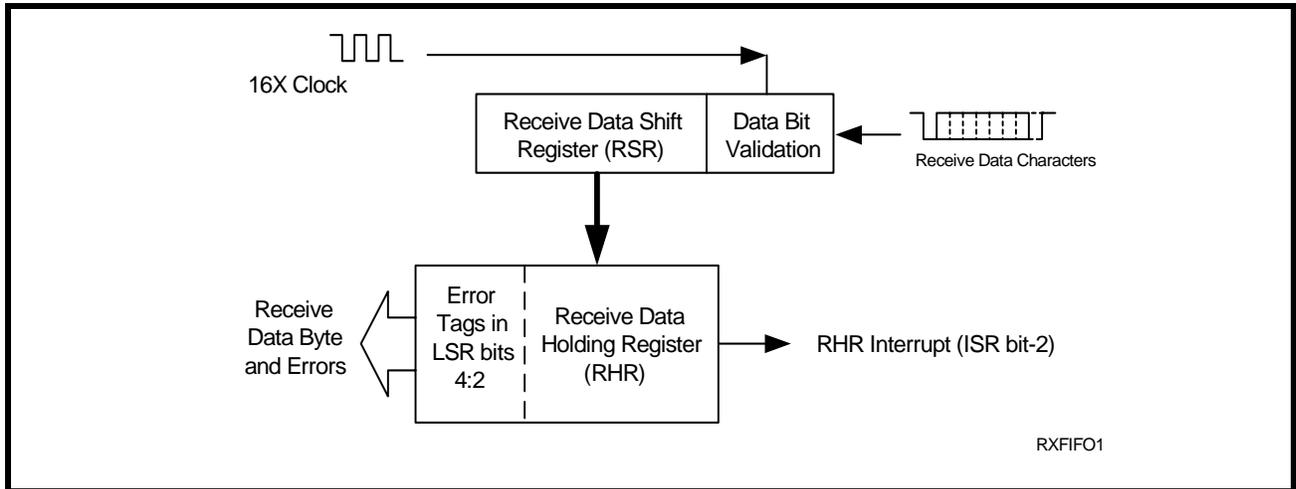 16X Clock
Receive Data Shift
Register (RSR)
Data Bit
Validation
Receive Data Characters
Receive
Data Byte
and Errors
Error
Tags in
LSR bits
4:2
Receive Data
Holding Register
(RHR)
RHR Interrupt (ISR bit-2)
RXFIFO1